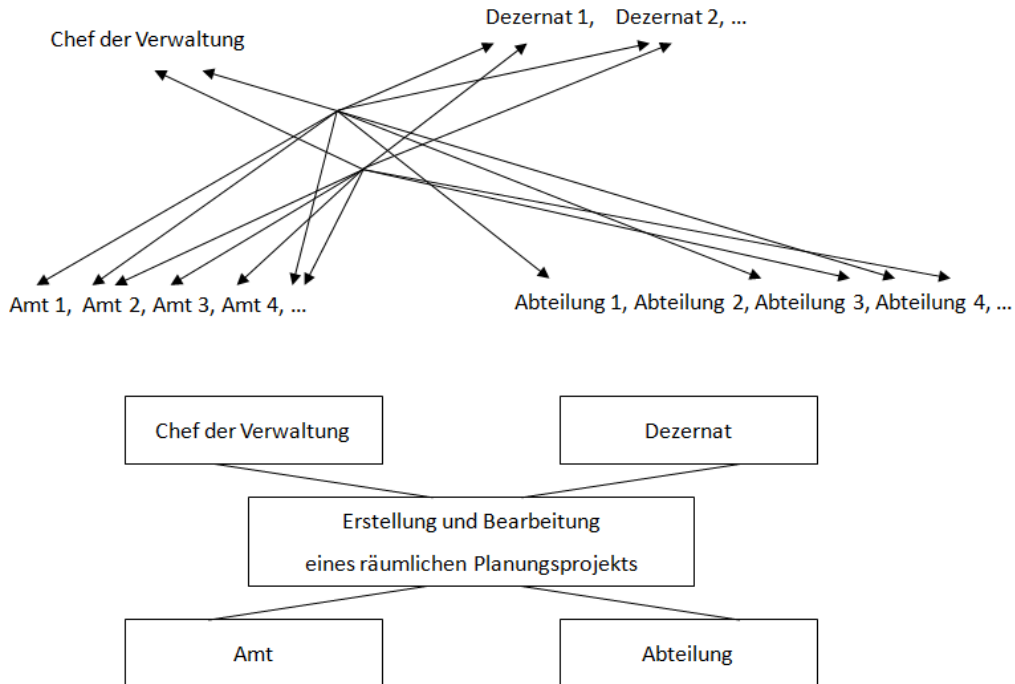 Dezernat 1, Dezernat 2, ...
Chef der Verwaltung
Amt 1, Amt 2, Amt 3, Amt 4, ...
Abteilung 1, Abteilung 2, Abteilung 3, Abteilung 4, ...
Chef der Verwaltung
Dezernat
Erstellung und Bearbeitung
eines räumlichen Planungsprojekts
Amt
Abteilung